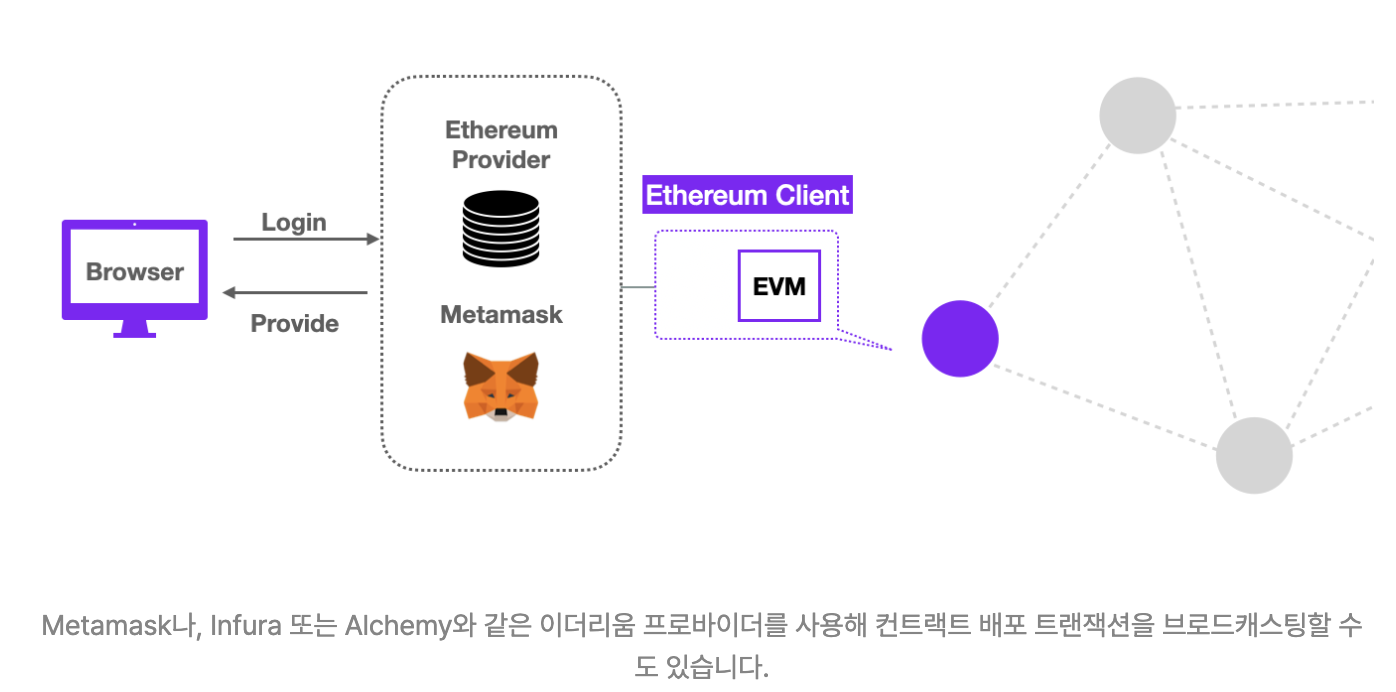 Ethereum
Provider
Ethereum Client
Login
Browser
EVM
Provide
Metamask
Metamask나, Infura 또는 Alchemy와 같은 이더리움 프로바이더를 사용해 컨트랙트 배포 트랜잭션을 브로드캐스팅할 수
도 있습니다.